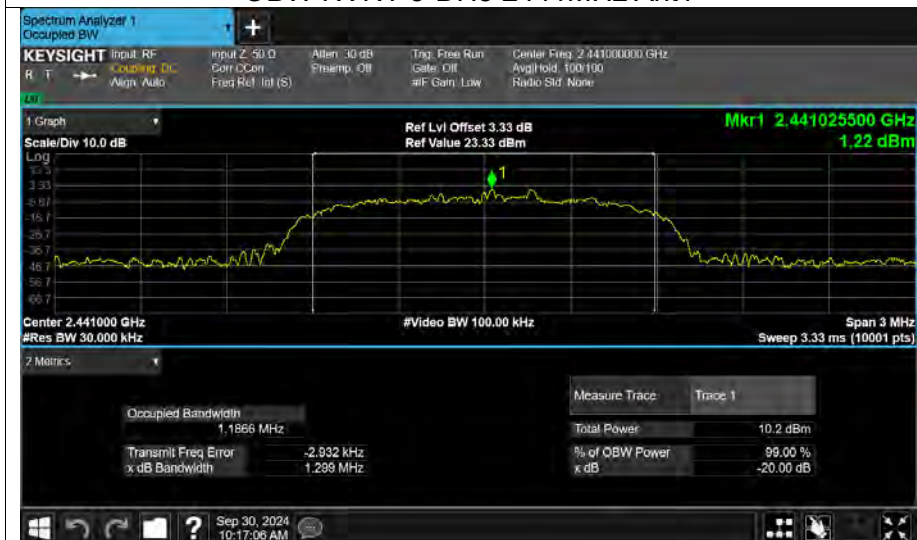 Spectrum Analyzer 1
Occupied BW
+
KEYSIGHT Input: RF
R T
Coupling: DC
Align: Auto
Input Z: 50 Ω
Corr CCorr
Freq Ref: Int (S)
Atten: 30 dB
Preamp: Off
Trig: Free Run
Gate: Off
#IF Gain: Low
Center Freq: 2.441000000 GHz
Avg|Hold: 100/100
Radio Std: None
1 Graph
Scale/Div 10.0 dB
Ref Lvl Offset 3.33 dB
Ref Value 23.33 dBm
Mkr1 2.441025500 GHz
1.22 dBm
Log
13.3
3.33
-6.67
-16.7
-26.7
-36.7
-46.7
-56.7
-66.7
1
Center 2.441000 GHz
#Res BW 30.000 kHz
#Video BW 100.00 kHz
Span 3 MHz
Sweep 3.33 ms (10001 pts)
2 Metrics
Occupied Bandwidth
1.1866 MHz
Transmit Freq Error -2.932 kHz
x dB Bandwidth 1.299 MHz
Measure Trace Trace 1
Total Power 10.2 dBm
% of OBW Power 99.00 %
x dB -20.00 dB
?
Sep 30, 2024
10:17:06 AM